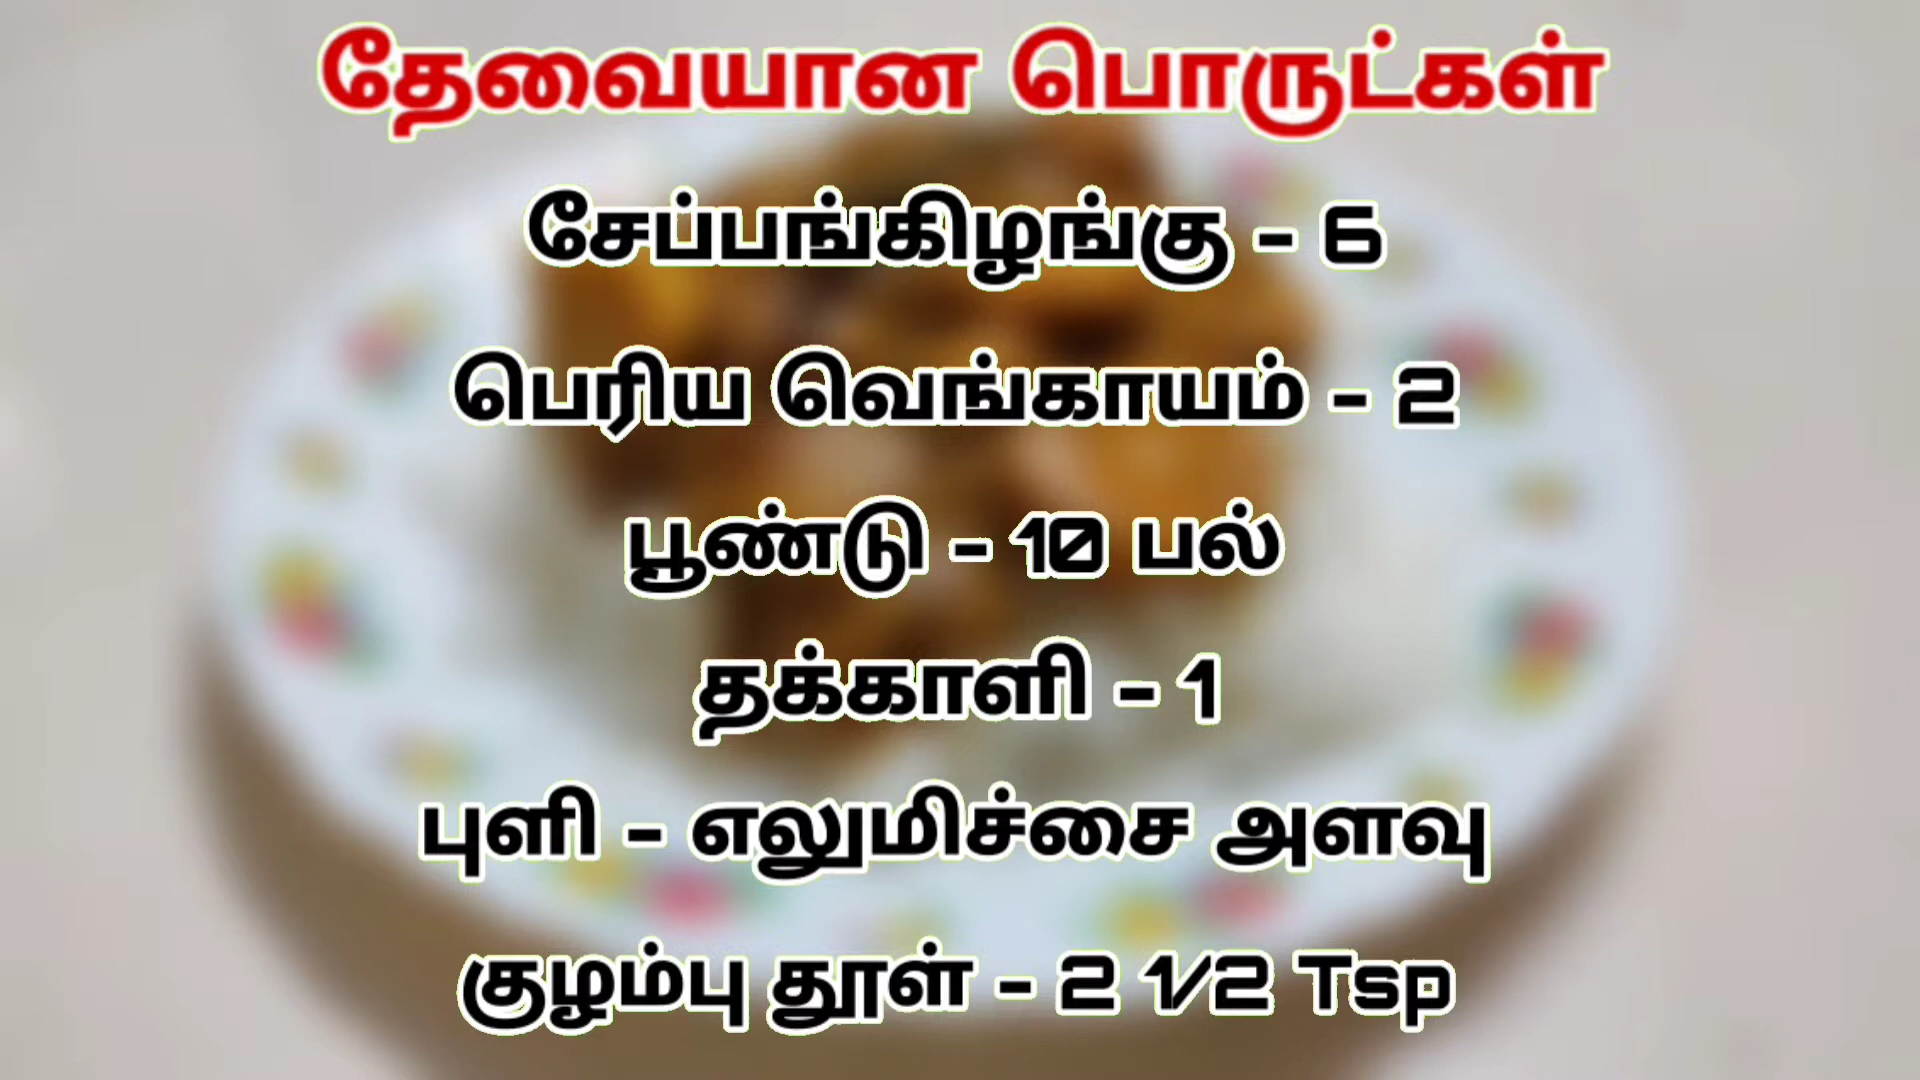 தேவையான பொருட்கள்
சேப்பங்கிழங்கு - 6
பெரிய வெங்காயம் - 2
பூண்டு - 10 பல்
தக்காளி - 1
புளி - எலுமிச்சை அளவு
குழம்பு தூள் - 2 1/2 Tsp